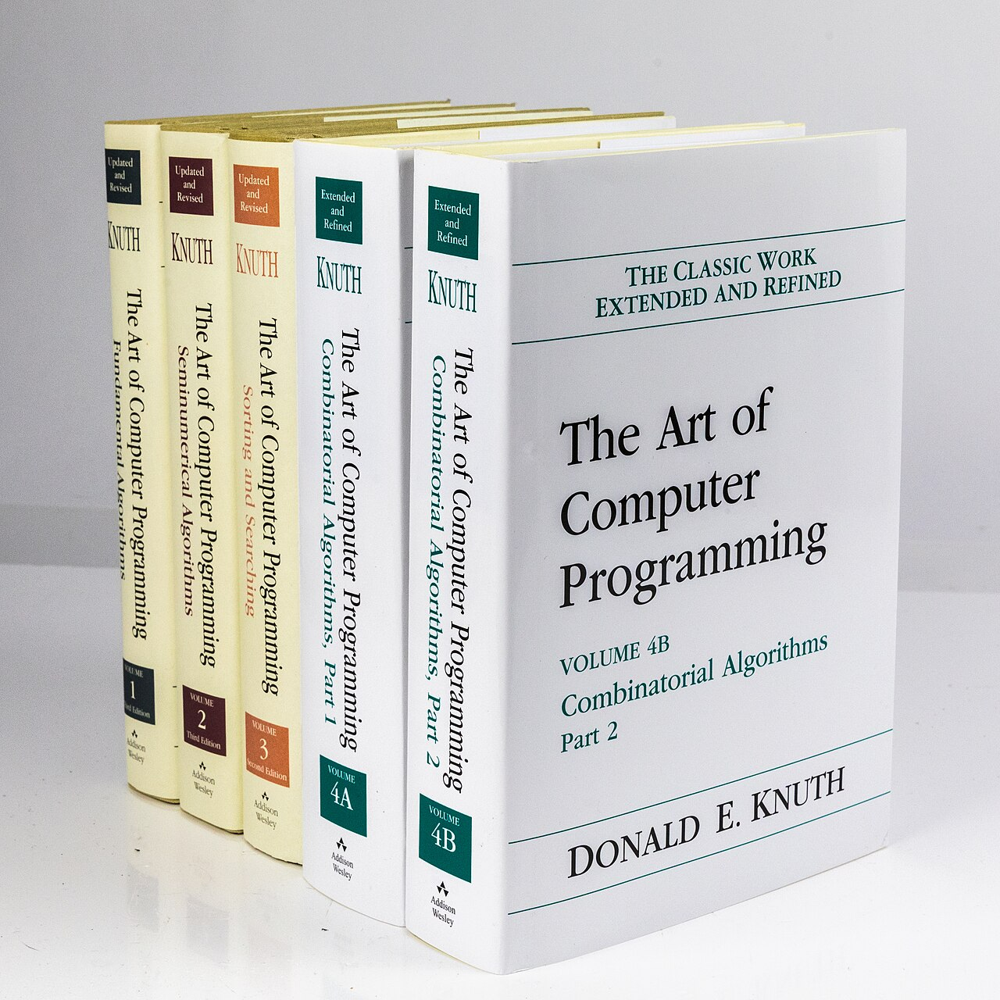 Updated
and
Revised
KNUTH
The Art of Computer Programming
Fundamental Algorithms
VOLUME
1
Edition
Addison
Wesley
Updated
and
Revised
KNUTH
The Art of Computer Programming
Seminumerical Algorithms
VOLUME
2
Third Edition
Addison
Wesley
Updated
and
Revised
KNUTH
The Art of Computer Programming
Sorting and Searching
VOLUME
3
Second Edition
Addison
Wesley
Extended
and
Refined
KNUTH
The Art of Computer Programming
Combinatorial Algorithms, Part 1
VOLUME
4A
Addison
Wesley
Extended
and
Refined
KNUTH
The Art of Computer Programming
Combinatorial Algorithms, Part 2
VOLUME
4B
Addison
Wesley
THE CLASSIC WORK
EXTENDED AND REFINED
The Art of
Computer
Programming
VOLUME 4B
Combinatorial Algorithms
Part 2
DONALD E. KNUTH